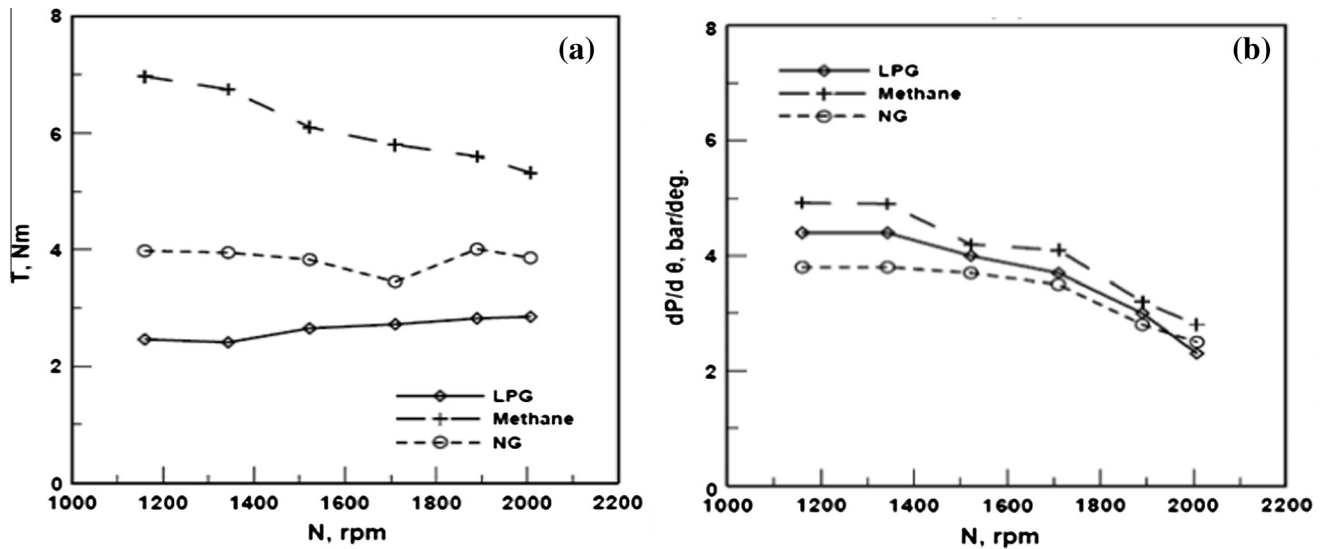 (a)
8
6
4
2
0
T, Nm
LPG
Methane
NG
1000 1200 1400 1600 1800 2000 2200
N, rpm
(b)
8
6
4
2
0
dP/d θ, bar/deg.
LPG
Methane
NG
1000 1200 1400 1600 1800 2000 2200
N, rpm